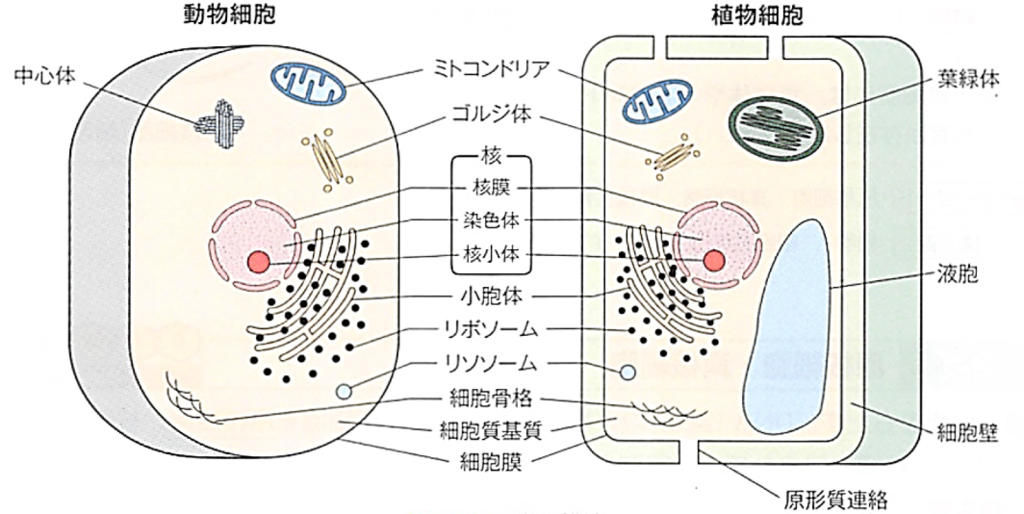 動物細胞
植物細胞
中心体
ミトコンドリア
葉緑体
ゴルジ体
核
核膜
染色体
核小体
液胞
小胞体
リボソーム
リソソーム
細胞骨格
細胞質基質
細胞壁
細胞膜
原形質連絡